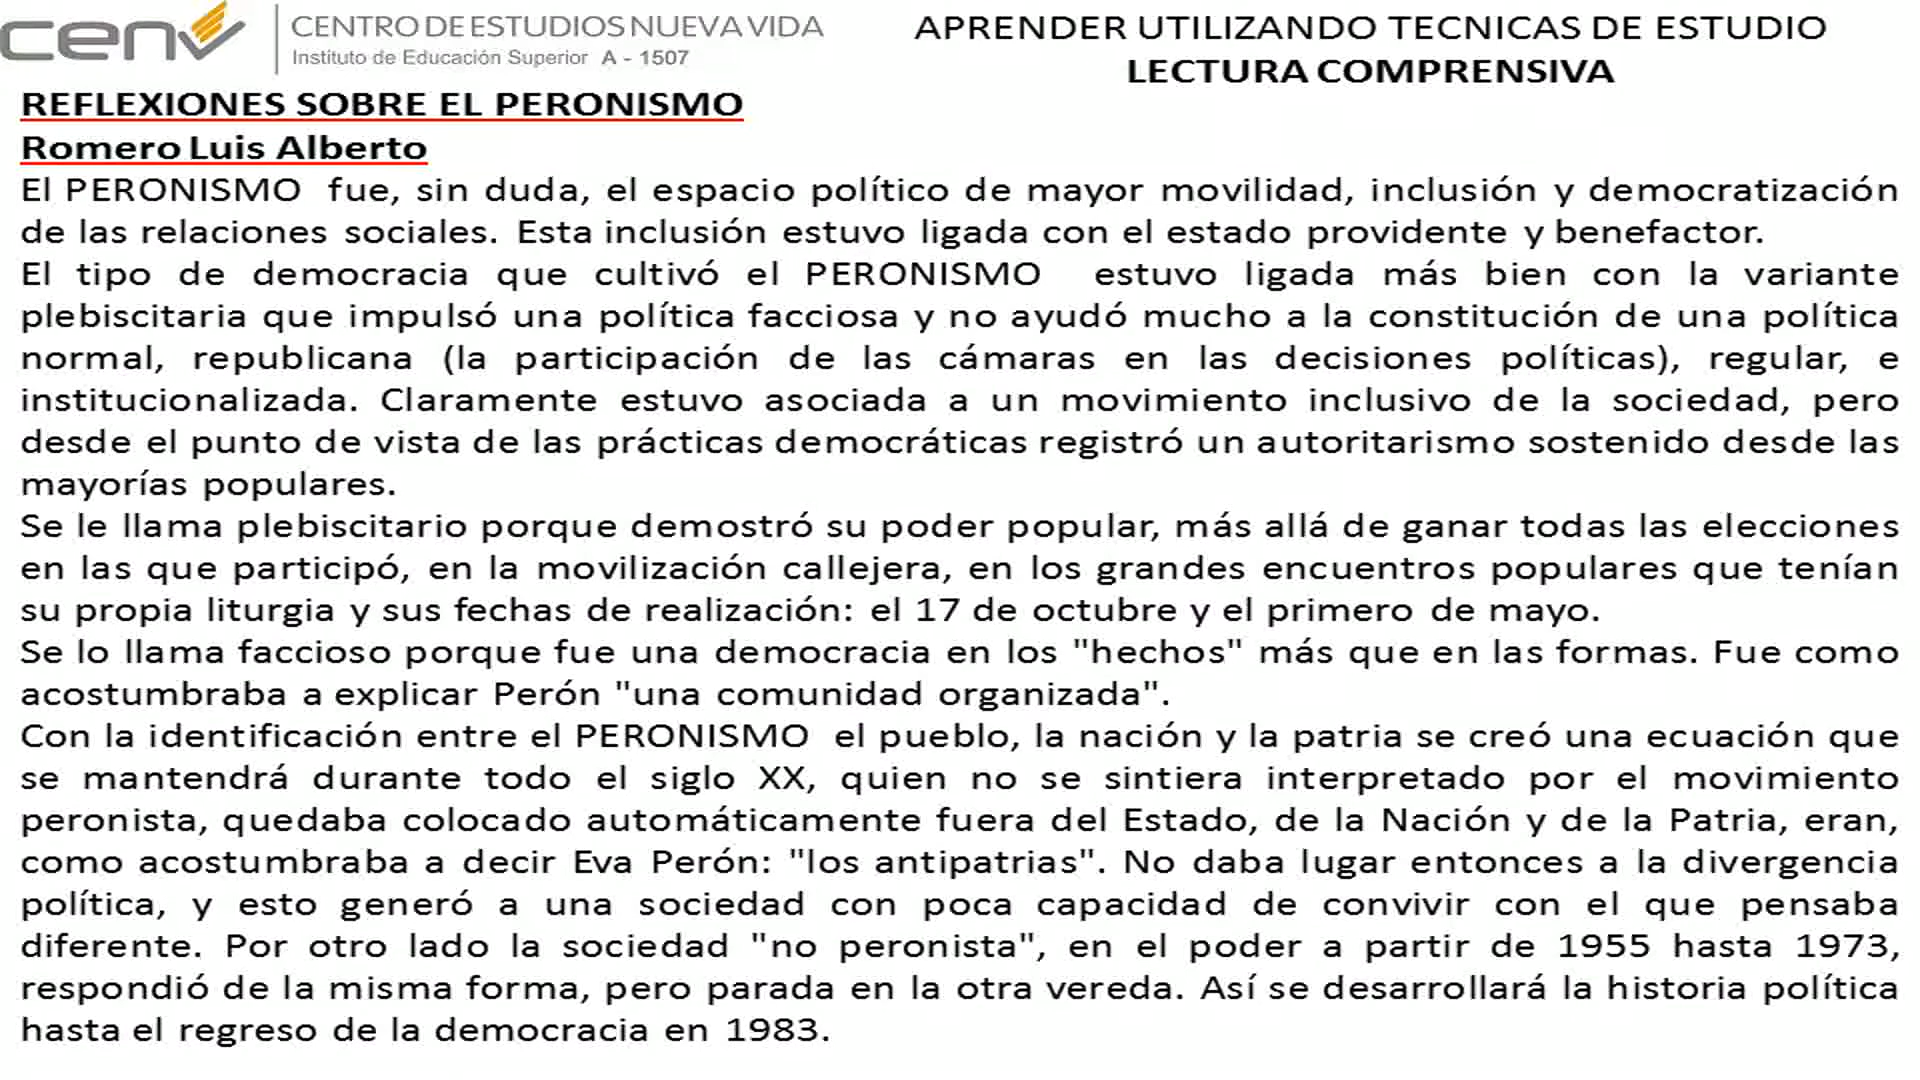 cenv CENTRO DE ESTUDIOS NUEVA VIDA
Instituto de Educación Superior A - 1507
APRENDER UTILIZANDO TECNICAS DE ESTUDIO
LECTURA COMPRENSIVA
REFLEXIONES SOBRE EL PERONISMO
Romero Luis Alberto
El PERONISMO fue, sin duda, el espacio político de mayor movilidad, inclusión y democratización
de las relaciones sociales. Esta inclusión estuvo ligada con el estado providente y benefactor.
El tipo de democracia que cultivó el PERONISMO estuvo ligada más bien con la variante
plebiscitaria que impulsó una política facciosa y no ayudó mucho a la constitución de una política
normal, republicana (la participación de las cámaras en las decisiones políticas), regular, e
institucionalizada. Claramente estuvo asociada a un movimiento inclusivo de la sociedad, pero
desde el punto de vista de las prácticas democráticas registró un autoritarismo sostenido desde las
mayorías populares.
Se le llama plebiscitario porque demostró su poder popular, más allá de ganar todas las elecciones
en las que participó, en la movilización callejera, en los grandes encuentros populares que tenían
su propia liturgia y sus fechas de realización: el 17 de octubre y el primero de mayo.
Se lo llama faccioso porque fue una democracia en los "hechos" más que en las formas. Fue como
acostumbraba a explicar Perón "una comunidad organizada".
Con la identificación entre el PERONISMO el pueblo, la nación y la patria se creó una ecuación que
se mantendrá durante todo el siglo XX, quien no se sintiera interpretado por el movimiento
peronista, quedaba colocado automáticamente fuera del Estado, de la Nación y de la Patria, eran,
como acostumbraba a decir Eva Perón: "los antipatrias". No daba lugar entonces a la divergencia
política, y esto generó a una sociedad con poca capacidad de convivir con el que pensaba
diferente. Por otro lado la sociedad "no peronista", en el poder a partir de 1955 hasta 1973,
respondió de la misma forma, pero parada en la otra vereda. Así se desarrollará la historia política
hasta el regreso de la democracia en 1983.